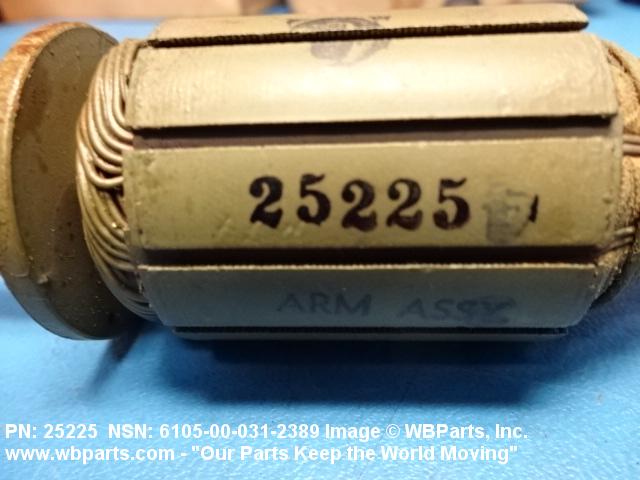 25225
ARM ASSY
PN: 25225 NSN: 6105-00-031-2389 Image © WBParts, Inc.
www.wbparts.com - "Our Parts Keep the World Moving"